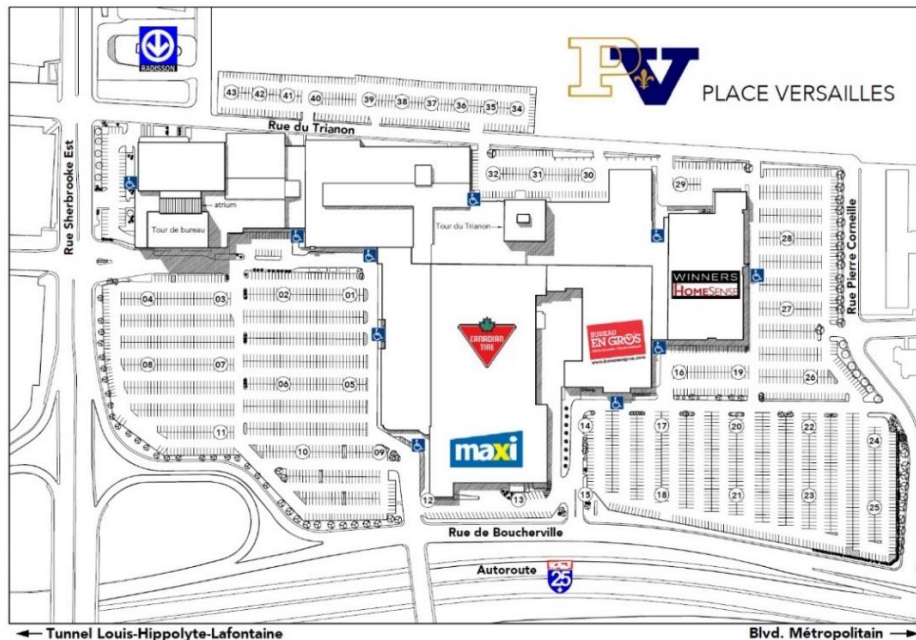 RADISSON
PV PLACE VERSAILLES
43 42 41 40 39 38 37 36 35 34
Rue du Trianon
Rue Sherbrooke Est
32 31 30
29
atrium
Tour de bureau
Tour du Trianon
28
Rue Pierre Corneille
WINNERS
HOMESENSE
04 03 02 01
27
CANADIAN
TIRE
BUREAU
EN GROS
08 07 06 05
16 19 26
11 10 09
maxi
14 17 20 22 24
12 13 15 18 21 23 25
Rue de Boucherville
Autoroute 25
Tunnel Louis-Hippolyte-Lafontaine
Blvd. Métropolitain